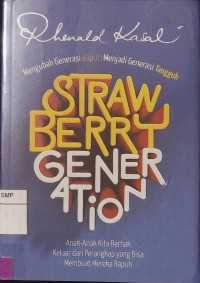 Rhenald Kasali
Mengubah Generasi Rapuh Menjadi Generasi Tangguh
STRAW
BERRY
GENER
ATION
SMP
Anak-Anak Kita Berhak
Keluar dari Perangkap yang Bisa
Membuat Mereka Rapuh